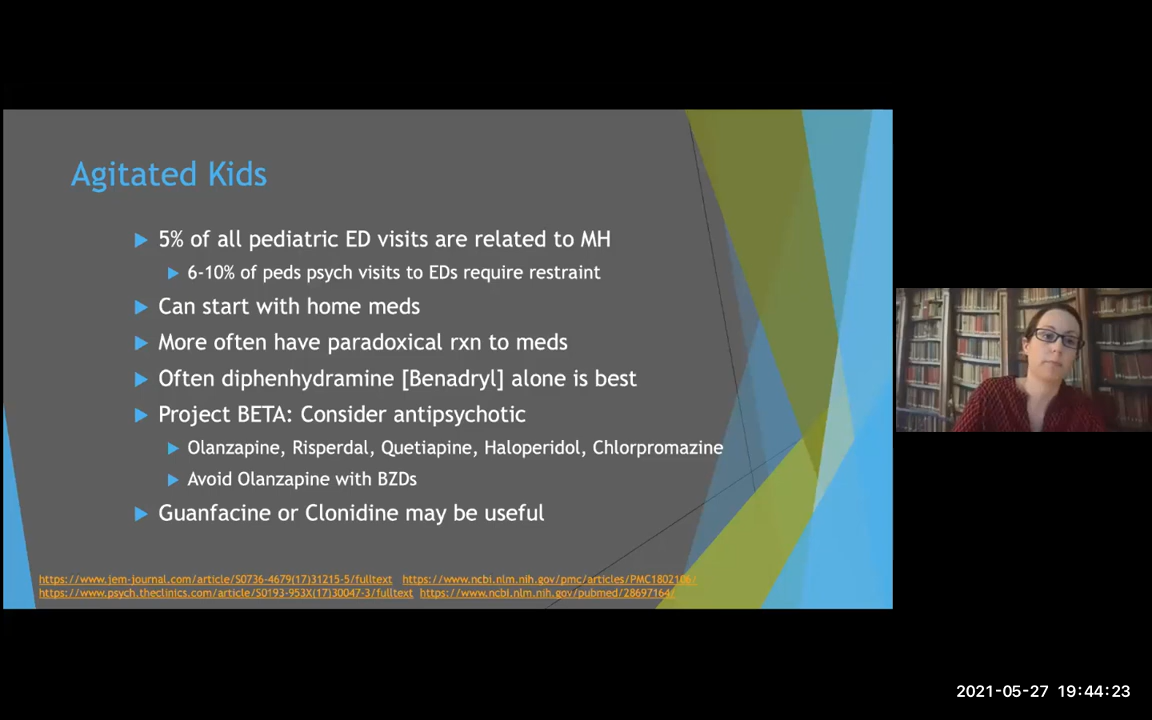 Agitated Kids
5% of all pediatric ED visits are related to MH
6-10% of peds psych visits to EDs require restraint
Can start with home meds
More often have paradoxical rxn to meds
Often diphenhydramine [Benadryl] alone is best
Project BETA: Consider antipsychotic
Olanzapine, Risperdal, Quetiapine, Haloperidol, Chlorpromazine
Avoid Olanzapine with BZDs
Guanfacine or Clonidine may be useful
https://www.jem-journal.com/article/S0736-4679(17)31215-5/fulltext https://www.ncbi.nlm.nih.gov/pmc/articles/PMC1802106/
https://www.psych.theclinics.com/article/S0193-953X(17)30047-3/fulltext https://www.ncbi.nlm.nih.gov/pubmed/28697164/
2021-05-27 19:44:23